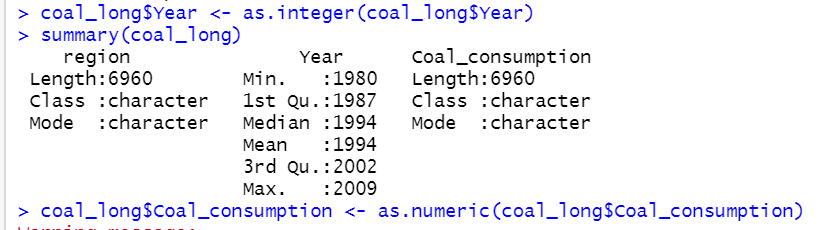 > coal_long$Year <- as.integer(coal_long$Year)
> summary(coal_long)
    region               Year      Coal_consumption
 Length:6960        Min.   :1980   Length:6960
 Class :character   1st Qu.:1987   Class :character
 Mode  :character   Median :1994   Mode  :character
                    Mean   :1994
                    3rd Qu.:2002
                    Max.   :2009
> coal_long$Coal_consumption <- as.numeric(coal_long$Coal_consumption)